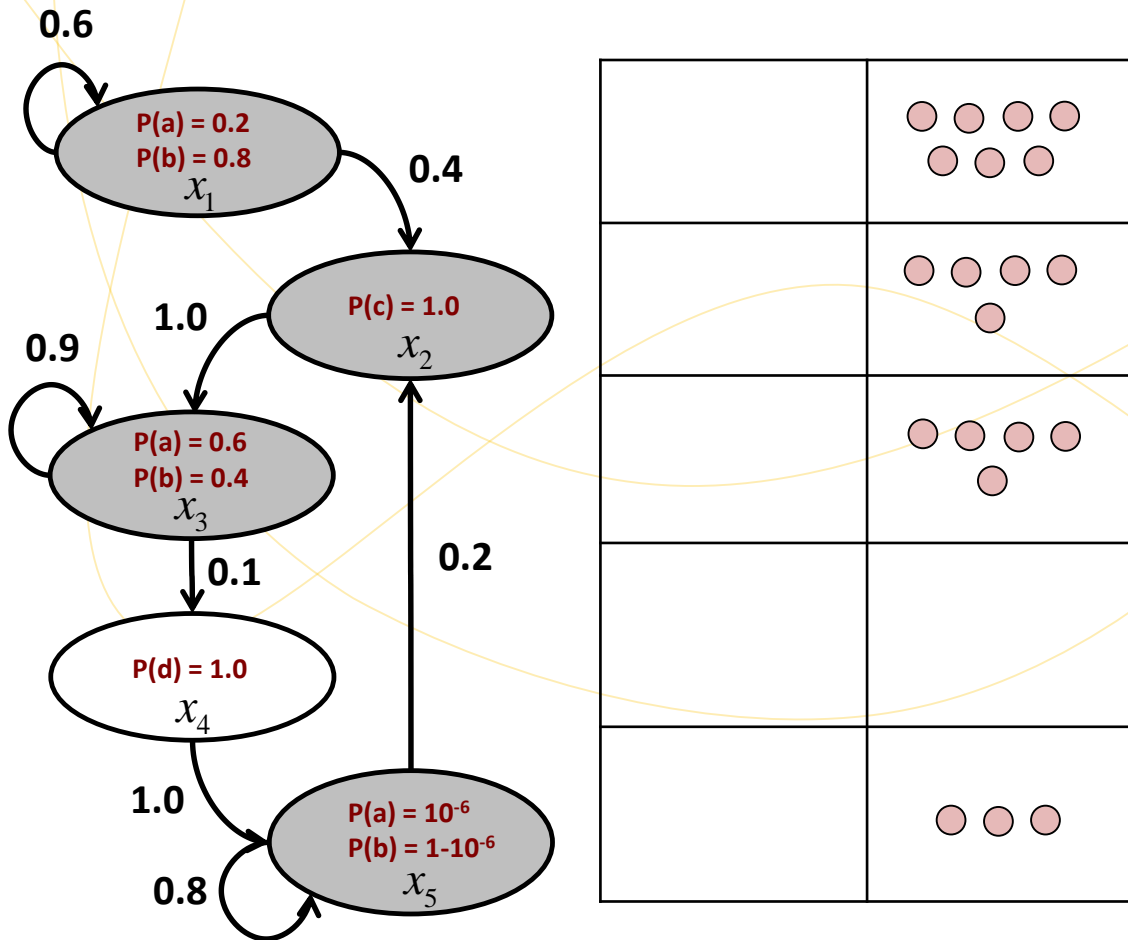 0.6
P(a) = 0.2
P(b) = 0.8
x₁
0.4
P(c) = 1.0
x₂
1.0
0.9
P(a) = 0.6
P(b) = 0.4
x₃
0.1
0.2
P(d) = 1.0
x₄
1.0
P(a) = 10⁻⁶
P(b) = 1-10⁻⁶
x₅
0.8